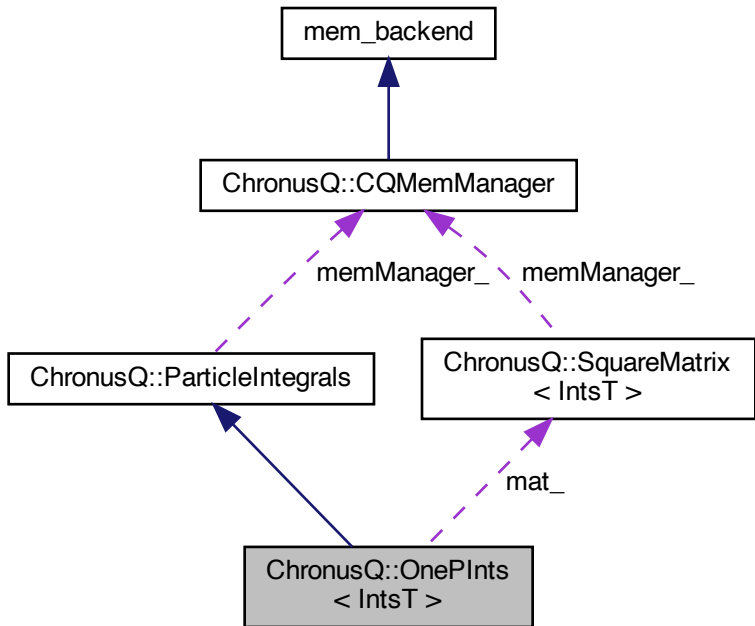 mem_backend
ChronusQ::CQMemManager
memManager_
memManager_
ChronusQ::ParticleIntegrals
ChronusQ::SquareMatrix
< IntsT >
mat_
ChronusQ::OnePInts
< IntsT >